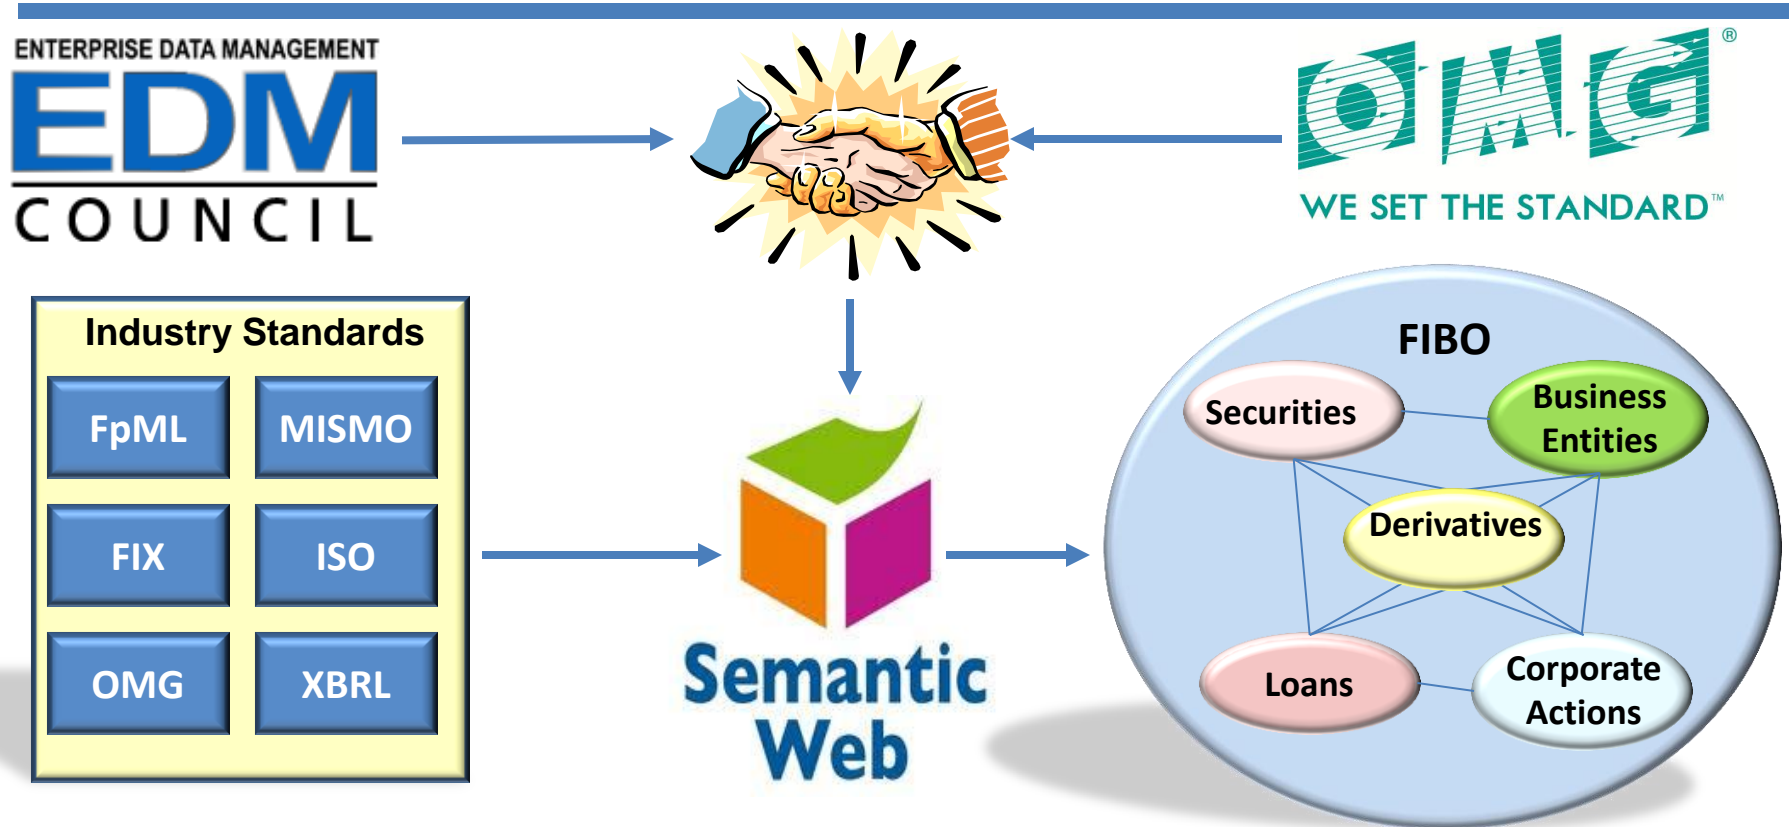 ENTERPRISE DATA MANAGEMENT
EDM
COUNCIL
OMG®
WE SET THE STANDARD™
Industry Standards
FpML MISMO
FIX ISO
OMG XBRL
Semantic
Web
FIBO
Securities
Business
Entities
Derivatives
Loans
Corporate
Actions